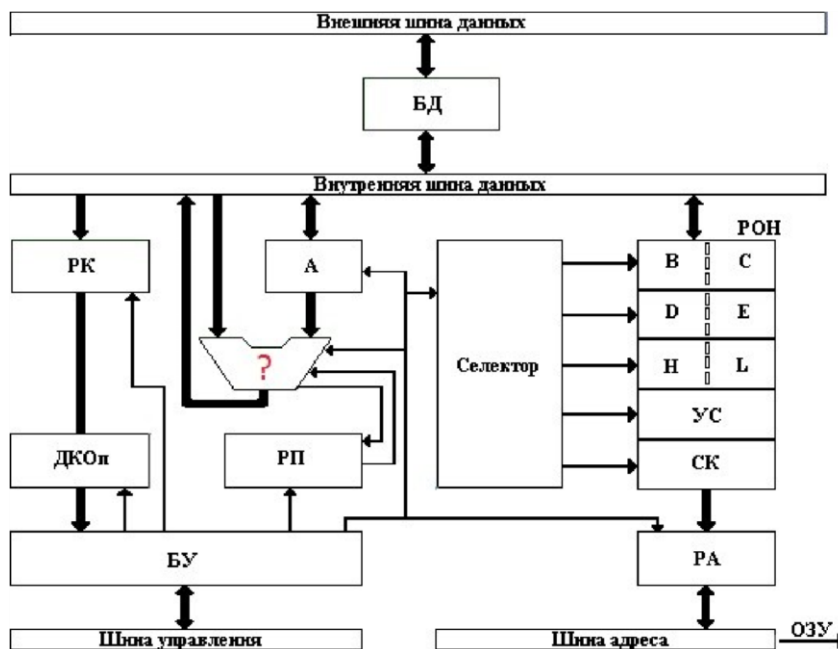 Внешняя шина данных
БД
Внутренняя шина данных
РОН
РК
А
B
C
D
E
?
Селектор
H
L
УС
ДКОп
РП
СК
БУ
РА
ОЗУ
Шина управления
Шина адреса